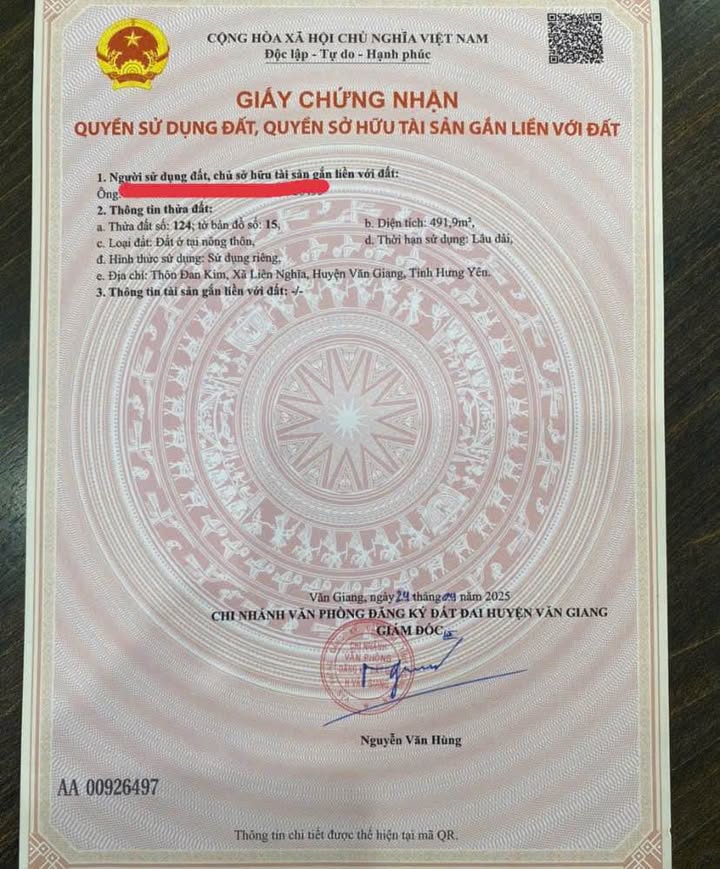 CỘNG HÒA XÃ HỘI CHỦ NGHĨA VIỆT NAM
Độc lập - Tự do - Hạnh phúc
GIẤY CHỨNG NHẬN
QUYỀN SỬ DỤNG ĐẤT, QUYỀN SỞ HỮU TÀI SẢN GẮN LIỀN VỚI ĐẤT
1. Người sử dụng đất, chủ sở hữu tài sản gắn liền với đất:
Ông:
2. Thông tin thửa đất:
a. Thửa đất số: 124; tờ bản đồ số: 15, b. Diện tích: 491,9m²,
c. Loại đất: Đất ở tại nông thôn, d. Thời hạn sử dụng: Lâu dài,
đ. Hình thức sử dụng: Sử dụng riêng,
e. Địa chỉ: Thôn Đan Kim, Xã Liên Nghĩa, Huyện Văn Giang, Tỉnh Hưng Yên.
3. Thông tin tài sản gắn liền với đất: -/-
Văn Giang, ngày 24 tháng 04 năm 2025
CHI NHÁNH VĂN PHÒNG ĐĂNG KÝ ĐẤT ĐAI HUYỆN VĂN GIANG
GIÁM ĐỐC
CHI NHÁNH
VĂN PHÒNG
H. VĂN GIANG
Nguyễn Văn Hùng
AA 00926497
Thông tin chi tiết được thể hiện tại mã QR.